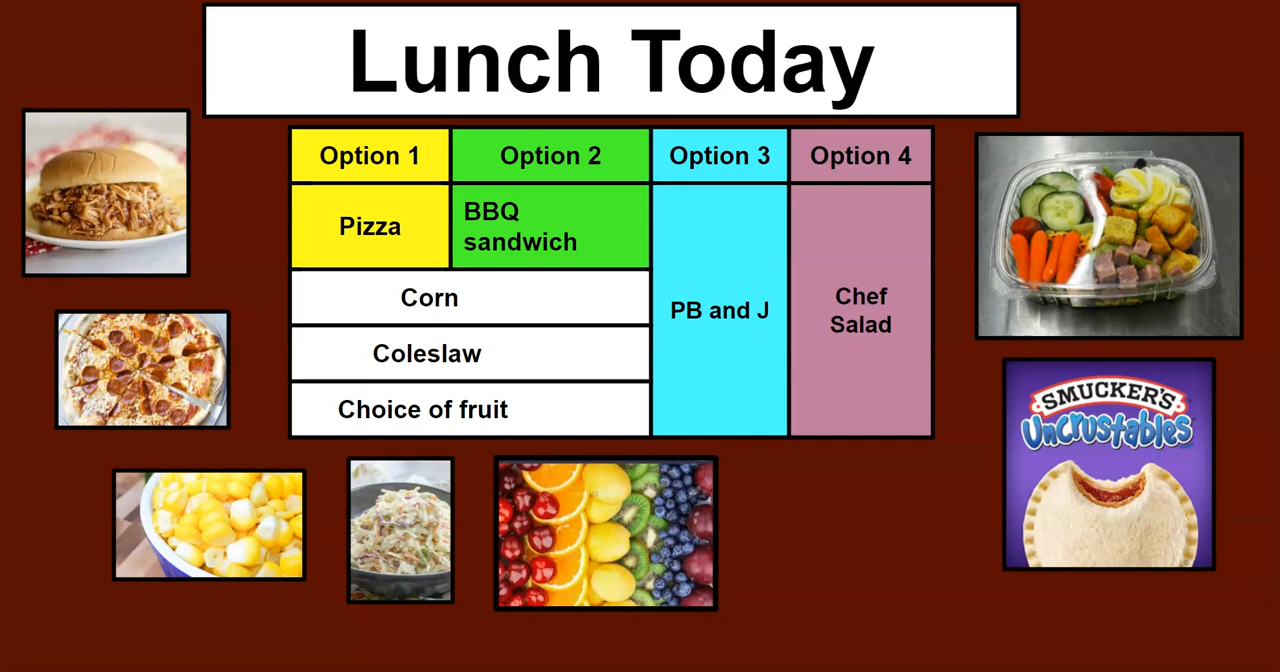 Lunch Today
Option 1
Option 2
Option 3
Option 4
Pizza
BBQ
sandwich
Corn
Coleslaw
Choice of fruit
PB and J
Chef
Salad
SMUCKER'S
Uncrustables